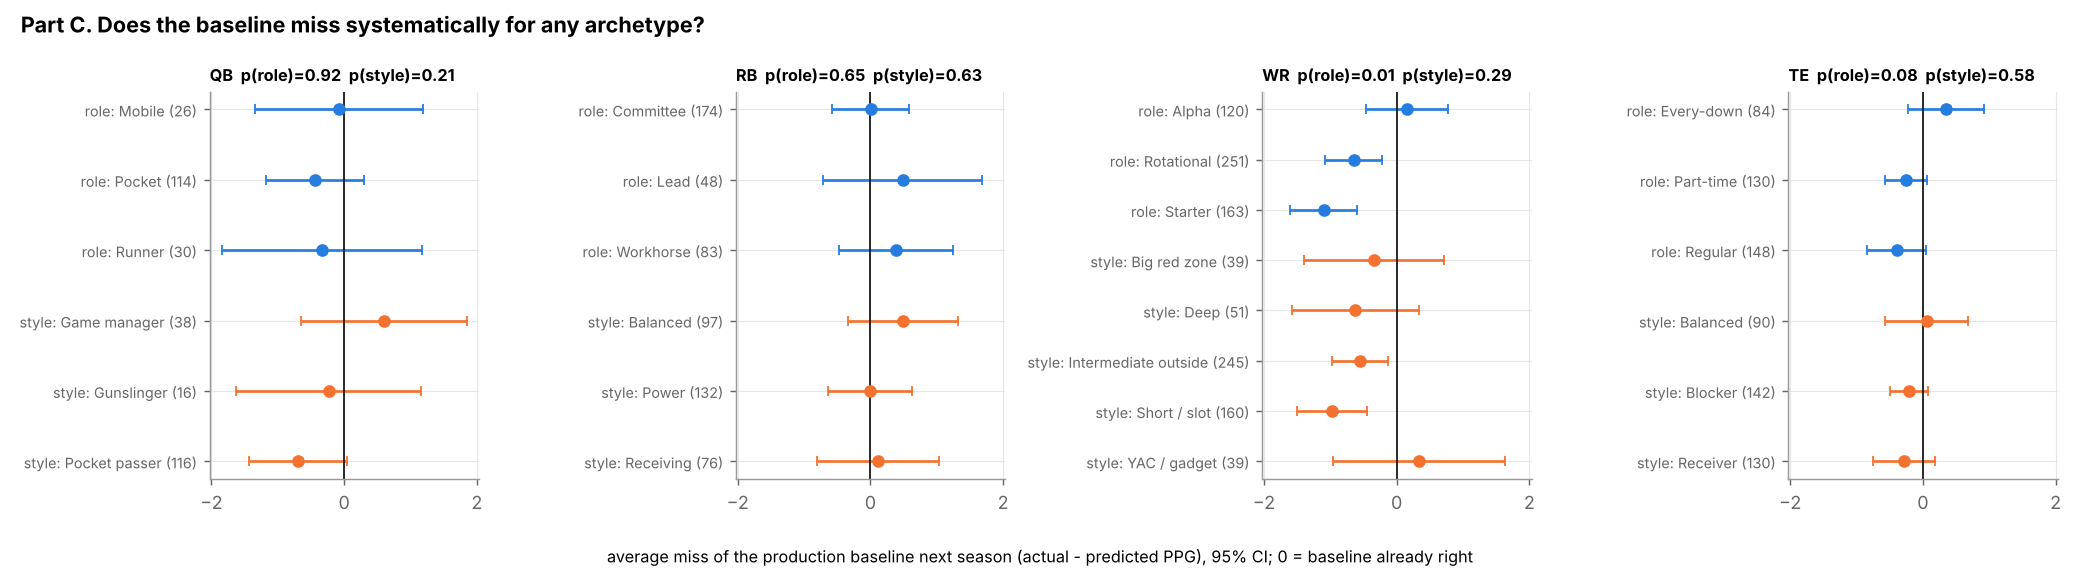 Part C. Does the baseline miss systematically for any archetype?
QB p(role)=0.92 p(style)=0.21
role: Mobile (26)
role: Pocket (114)
role: Runner (30)
style: Game manager (38)
style: Gunslinger (16)
style: Pocket passer (116)
−2 0 2
RB p(role)=0.65 p(style)=0.63
role: Committee (174)
role: Lead (48)
role: Workhorse (83)
style: Balanced (97)
style: Power (132)
style: Receiving (76)
−2 0 2
WR p(role)=0.01 p(style)=0.29
role: Alpha (120)
role: Rotational (251)
role: Starter (163)
style: Big red zone (39)
style: Deep (51)
style: Intermediate outside (245)
style: Short / slot (160)
style: YAC / gadget (39)
−2 0 2
TE p(role)=0.08 p(style)=0.58
role: Every-down (84)
role: Part-time (130)
role: Regular (148)
style: Balanced (90)
style: Blocker (142)
style: Receiver (130)
−2 0 2
average miss of the production baseline next season (actual - predicted PPG), 95% CI; 0 = baseline already right